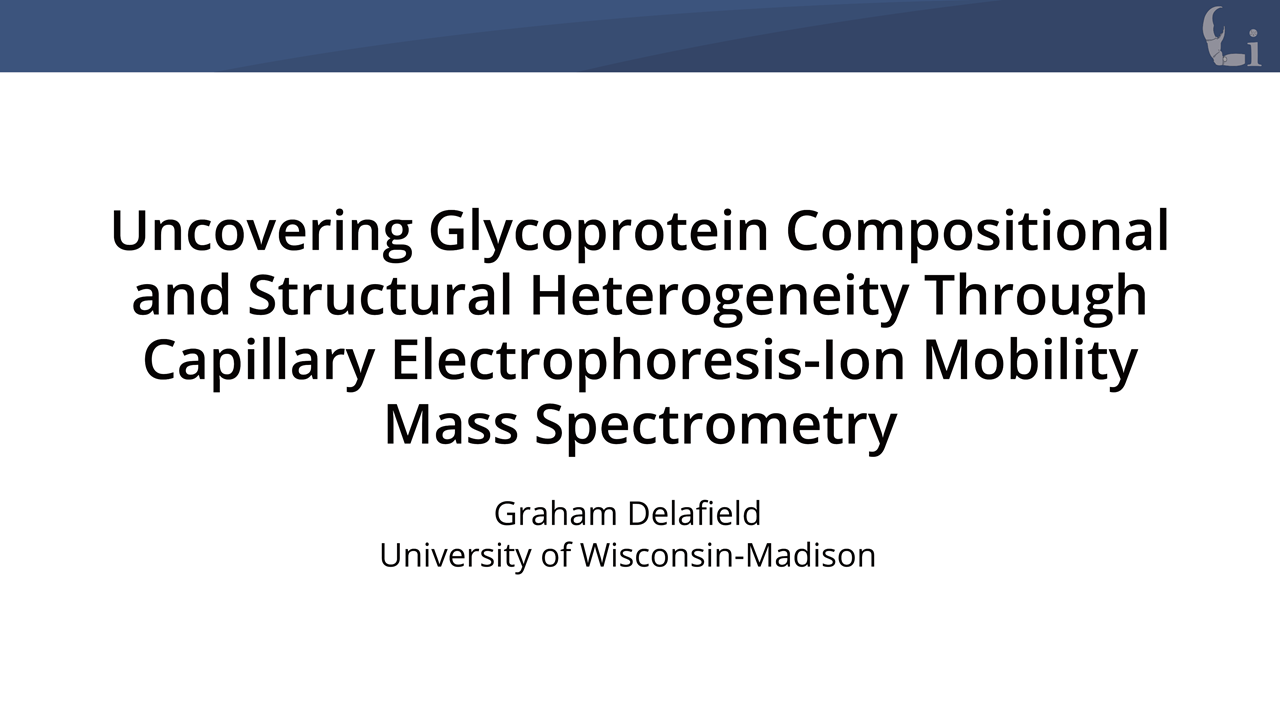 Li
Uncovering Glycoprotein Compositional
and Structural Heterogeneity Through
Capillary Electrophoresis-Ion Mobility
Mass Spectrometry
Graham Delafield
University of Wisconsin-Madison